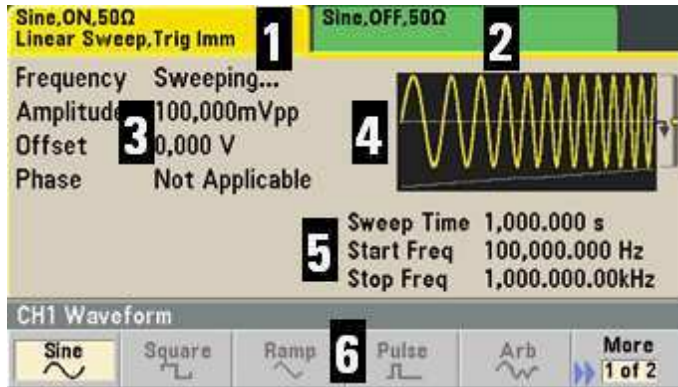 Sine,ON,50Ω
Linear Sweep,Trig Imm
1
Sine,OFF,50Ω
2
Frequency Sweeping...
Amplitude 100,000mVpp
3
Offset 0,000 V
Phase Not Applicable
4
5
Sweep Time 1,000.000 s
Start Freq 100,000.000 Hz
Stop Freq 1,000.000.00kHz
CH1 Waveform
Sine Square Ramp 6 Pulse Arb More
1 of 2